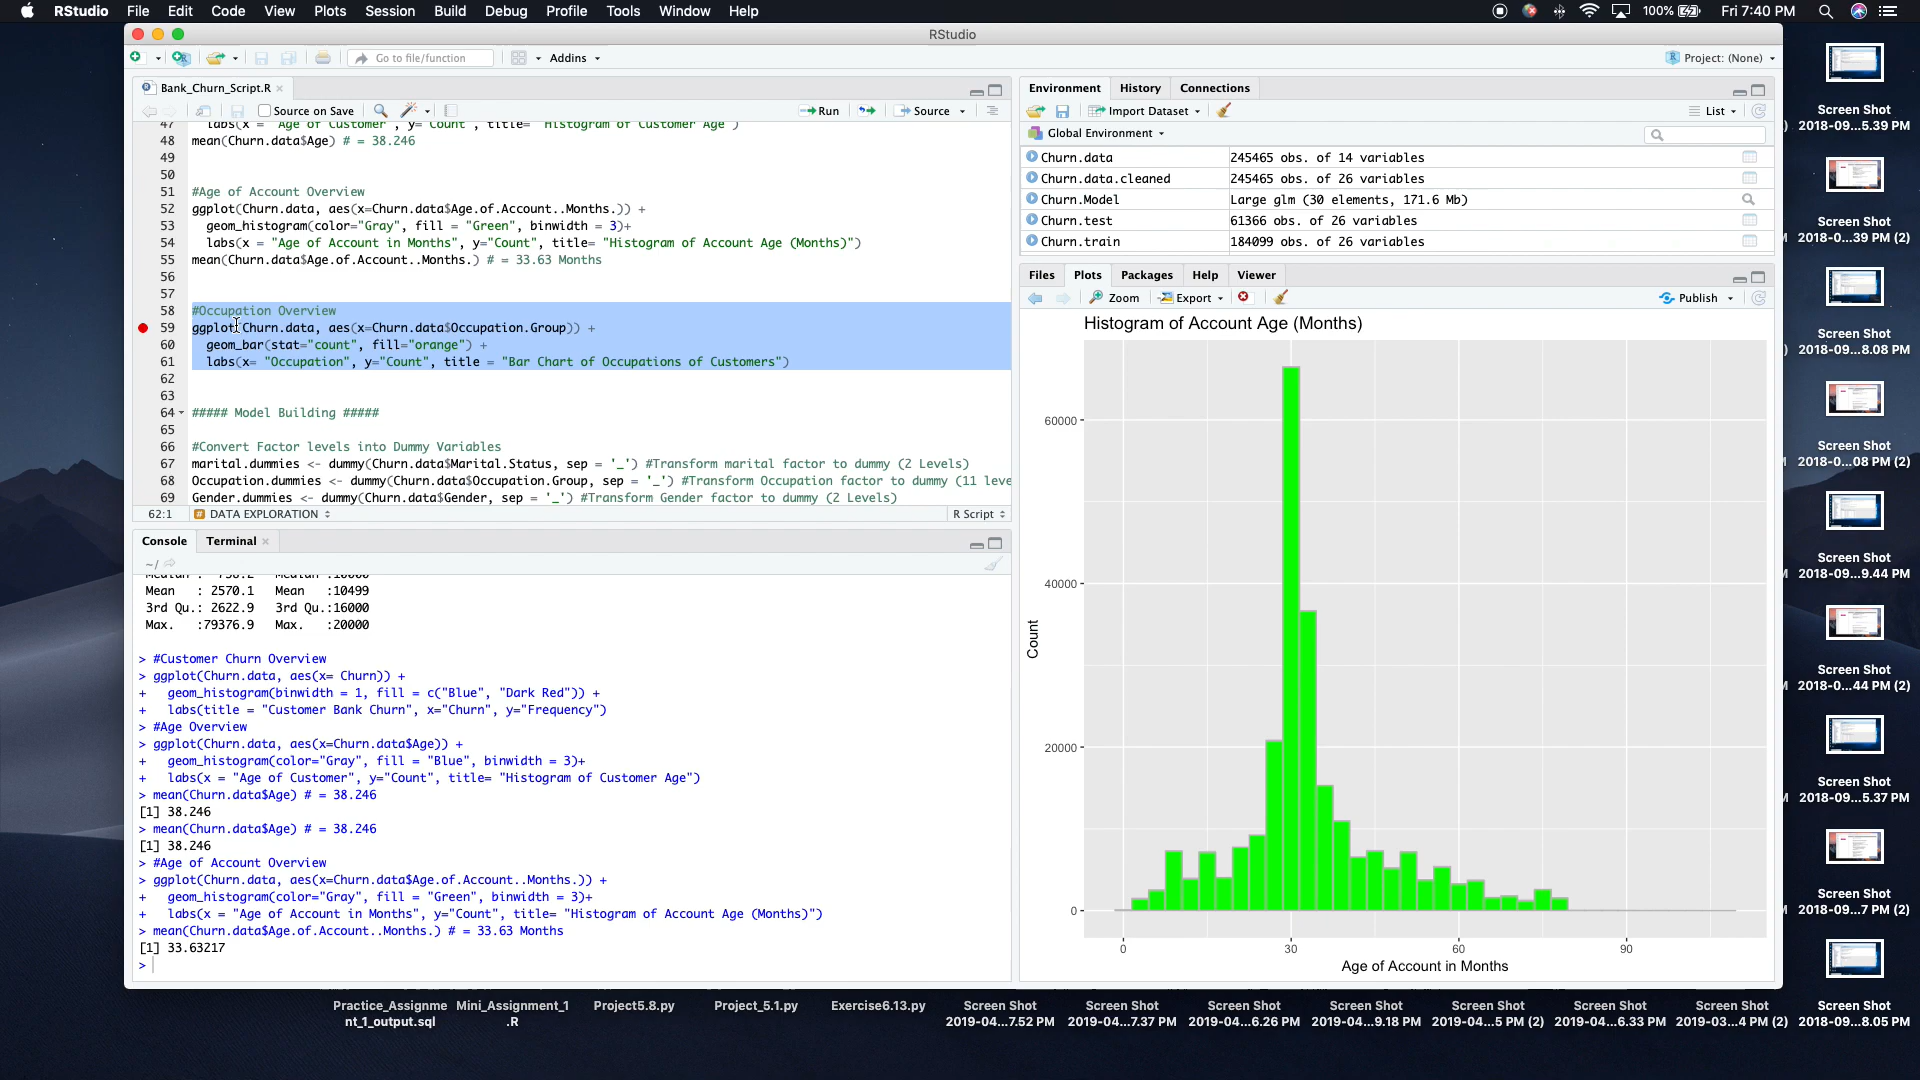 RStudio File Edit Code View Plots Session Build Debug Profile Tools Window Help
100% Fri 7:40 PM
RStudio
Go to file/function Addins Project: (None)
Bank_Churn_Script.R
Source on Save Run Source
47 labs(x = "Age of Customer", y="Count", title= "Histogram of Customer Age")
48 mean(Churn.data$Age) # = 38.246
49
50
51 #Age of Account Overview
52 ggplot(Churn.data, aes(x=Churn.data$Age.of.Account..Months.)) +
53 geom_histogram(color="Gray", fill = "Green", binwidth = 3)+
54 labs(x = "Age of Account in Months", y="Count", title= "Histogram of Account Age (Months)")
55 mean(Churn.data$Age.of.Account..Months.) # = 33.63 Months
56
57
58 #Occupation Overview
59 ggplot(Churn.data, aes(x=Churn.data$Occupation.Group)) +
60 geom_bar(stat="count", fill="orange") +
61 labs(x= "Occupation", y="Count", title = "Bar Chart of Occupations of Customers")
62
63
64 ##### Model Building #####
65
66 #Convert Factor levels into Dummy Variables
67 marital.dummies <- dummy(Churn.data$Marital.Status, sep = '_') #Transform marital factor to dummy (2 Levels)
68 Occupation.dummies <- dummy(Churn.data$Occupation.Group, sep = '_') #Transform Occupation factor to dummy (11 leve
69 Gender.dummies <- dummy(Churn.data$Gender, sep = '_') #Transform Gender factor to dummy (2 Levels)
62:1 # DATA EXPLORATION R Script
Console Terminal
~/
Mean : 2570.1 Mean :10499
3rd Qu.: 2622.9 3rd Qu.:16000
Max. :79376.9 Max. :20000
> #Customer Churn Overview
> ggplot(Churn.data, aes(x= Churn)) +
+ geom_histogram(binwidth = 1, fill = c("Blue", "Dark Red")) +
+ labs(title = "Customer Bank Churn", x="Churn", y="Frequency")
> #Age Overview
> ggplot(Churn.data, aes(x=Churn.data$Age)) +
+ geom_histogram(color="Gray", fill = "Blue", binwidth = 3)+
+ labs(x = "Age of Customer", y="Count", title= "Histogram of Customer Age")
> mean(Churn.data$Age) # = 38.246
[1] 38.246
> mean(Churn.data$Age) # = 38.246
[1] 38.246
> #Age of Account Overview
> ggplot(Churn.data, aes(x=Churn.data$Age.of.Account..Months.)) +
+ geom_histogram(color="Gray", fill = "Green", binwidth = 3)+
+ labs(x = "Age of Account in Months", y="Count", title= "Histogram of Account Age (Months)")
> mean(Churn.data$Age.of.Account..Months.) # = 33.63 Months
[1] 33.63217
>
Environment History Connections
Import Dataset List
Global Environment
Churn.data 245465 obs. of 14 variables
Churn.data.cleaned 245465 obs. of 26 variables
Churn.Model Large glm (30 elements, 171.6 Mb)
Churn.test 61366 obs. of 26 variables
Churn.train 184099 obs. of 26 variables
Files Plots Packages Help Viewer
Zoom Export Publish
Histogram of Account Age (Months)
60000
40000
20000
0
Count
0 30 60 90
Age of Account in Months
Screen Shot
2018-09...5.39 PM
Screen Shot
2018-0...39 PM (2)
Screen Shot
2018-09...8.08 PM
Screen Shot
2018-0...08 PM (2)
Screen Shot
2018-09...9.44 PM
Screen Shot
2018-0...44 PM (2)
Screen Shot
2018-09...5.37 PM
Screen Shot
2018-09...7 PM (2)
Screen Shot
2018-09...8.05 PM
Practice_Assignme
nt_1_output.sql
Mini_Assignment_1
.R
Project5.8.py
Project_5.1.py
Exercise6.13.py
Screen Shot
2019-04...7.52 PM
Screen Shot
2019-04...7.37 PM
Screen Shot
2019-04...6.26 PM
Screen Shot
2019-04...9.18 PM
Screen Shot
2019-04...5 PM (2)
Screen Shot
2019-04...6.33 PM
Screen Shot
2019-03...4 PM (2)